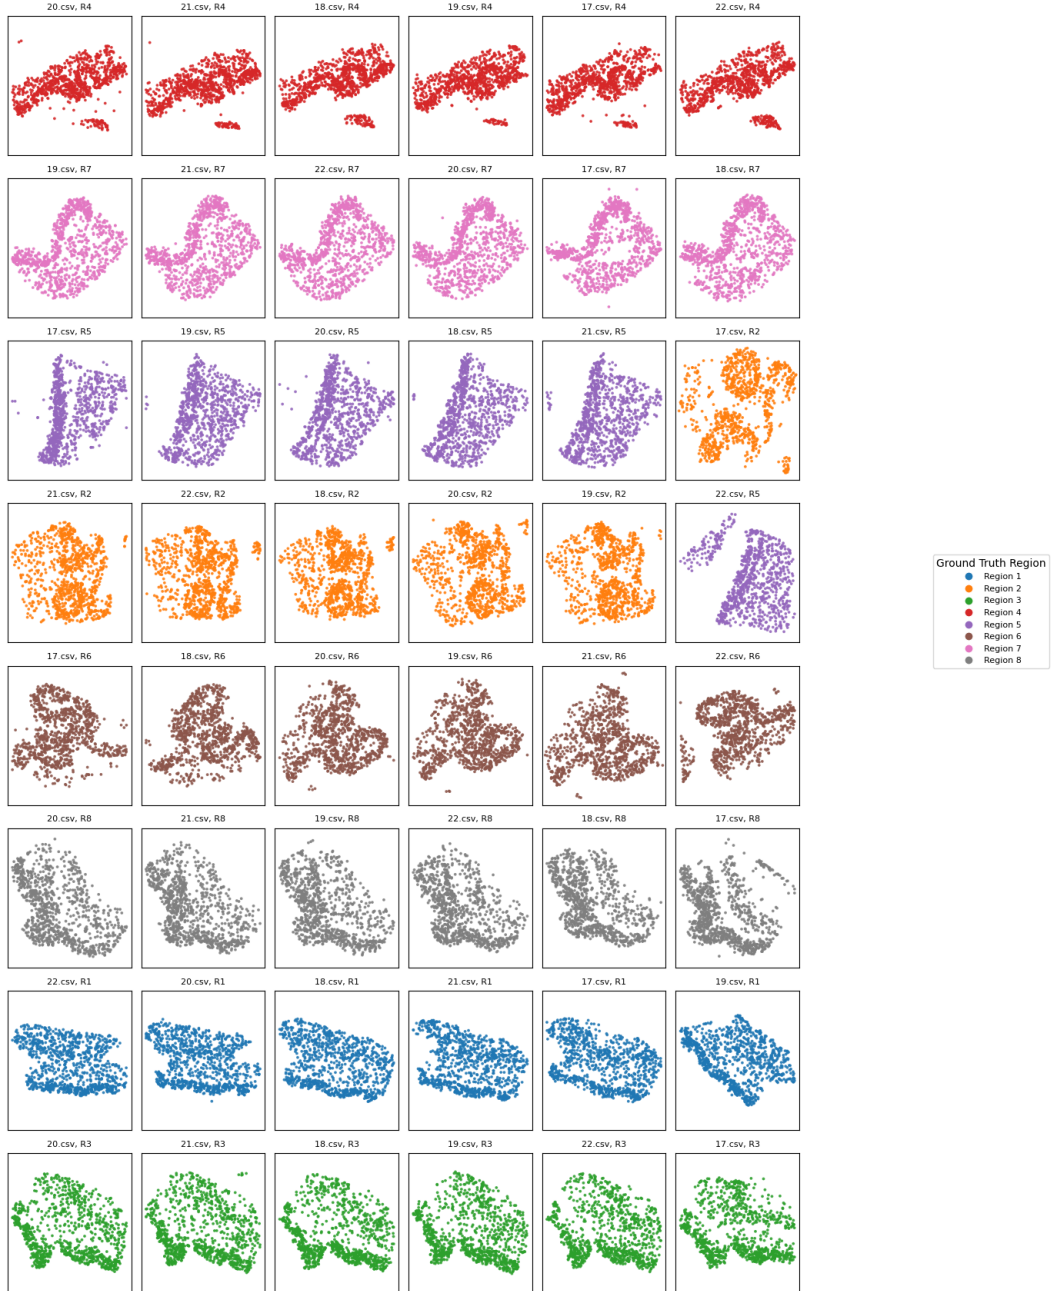 20.csv, R4 21.csv, R4 18.csv, R4 19.csv, R4 17.csv, R4 22.csv, R4
19.csv, R7 21.csv, R7 22.csv, R7 20.csv, R7 17.csv, R7 18.csv, R7
17.csv, R5 19.csv, R5 20.csv, R5 18.csv, R5 21.csv, R5 17.csv, R2
21.csv, R2 22.csv, R2 18.csv, R2 20.csv, R2 19.csv, R2 22.csv, R5
Ground Truth Region
Region 1
Region 2
Region 3
Region 4
Region 5
Region 6
Region 7
Region 8
17.csv, R6 18.csv, R6 20.csv, R6 19.csv, R6 21.csv, R6 22.csv, R6
20.csv, R8 21.csv, R8 19.csv, R8 22.csv, R8 18.csv, R8 17.csv, R8
22.csv, R1 20.csv, R1 18.csv, R1 21.csv, R1 17.csv, R1 19.csv, R1
20.csv, R3 21.csv, R3 18.csv, R3 19.csv, R3 22.csv, R3 17.csv, R3